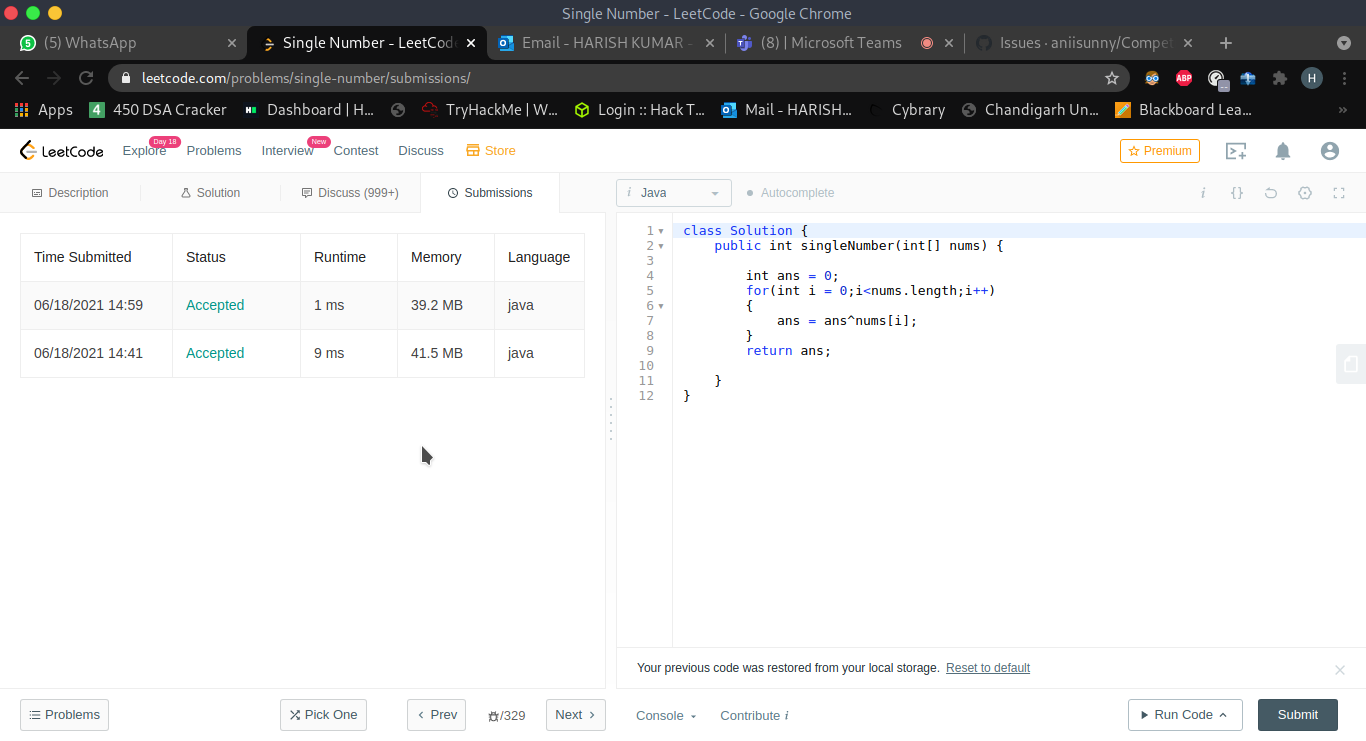 Single Number - LeetCode - Google Chrome
5 (5) WhatsApp Single Number - LeetCode Email - HARISH KUMAR - (8) | Microsoft Teams Issues · aniisunny/Compet
leetcode.com/problems/single-number/submissions/ ABP H
Apps 4 450 DSA Cracker Dashboard | H... TryHackMe | W... Login :: Hack T... Mail - HARISH... Cybrary Chandigarh Un... Blackboard Lea... »
LeetCode Explore Day 18 Problems Interview New Contest Discuss Store Premium
Description Solution Discuss (999+) Submissions i Java Autocomplete i {}
Time Submitted Status Runtime Memory Language
06/18/2021 14:59 Accepted 1 ms 39.2 MB java
06/18/2021 14:41 Accepted 9 ms 41.5 MB java
1 class Solution {
2 public int singleNumber(int[] nums) {
3
4 int ans = 0;
5 for(int i = 0;i<nums.length;i++)
6 {
7 ans = ans^nums[i];
8 }
9 return ans;
10
11 }
12 }
Your previous code was restored from your local storage. Reset to default
Problems Pick One Prev /329 Next Console Contribute i Run Code Submit